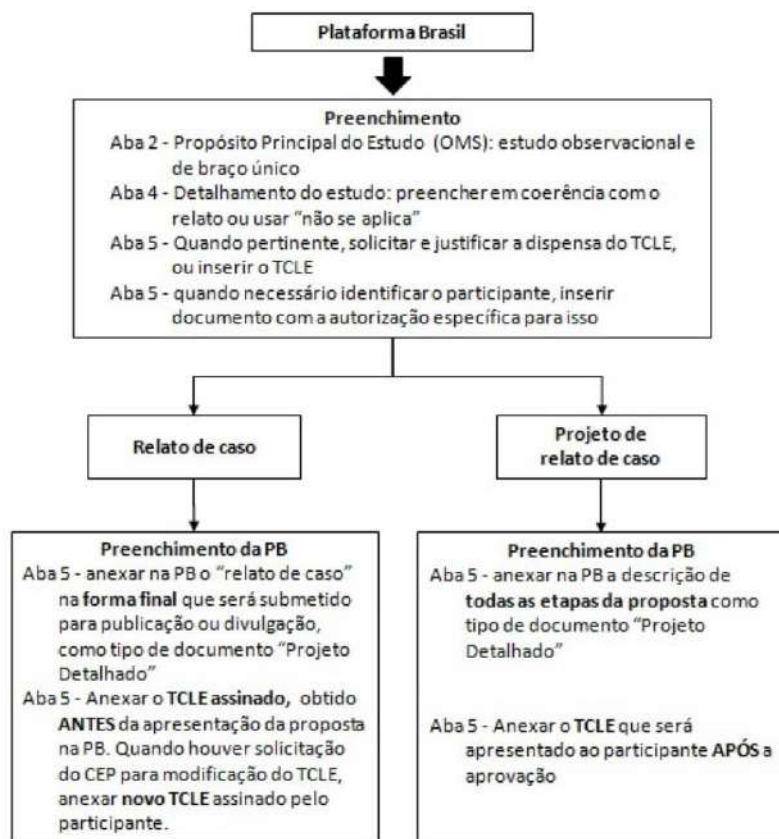 Plataforma Brasil
Preenchimento
Aba 2 - Propósito Principal do Estudo (OMS): estudo observacional e
de braço único
Aba 4 - Detalhamento do estudo: preencher em coerência com o
relato ou usar “não se aplica”
Aba 5 - Quando pertinente, solicitar e justificar a dispensa do TCLE,
ou inserir o TCLE
Aba 5 - quando necessário identificar o participante, inserir
documento com a autorização específica para isso
Relato de caso
Projeto de
relato de caso
Preenchimento da PB
Aba 5 - anexar na PB o “relato de caso”
na forma final que será submetido
para publicação ou divulgação,
como tipo de documento “Projeto
Detalhado”
Aba 5 - Anexar o TCLE assinado, obtido
ANTES da apresentação da proposta
na PB. Quando houver solicitação
do CEP para modificação do TCLE,
anexar novo TCLE assinado pelo
participante.
Preenchimento da PB
Aba 5 - anexar na PB a descrição de
todas as etapas da proposta como
tipo de documento “Projeto
Detalhado”
Aba 5 - Anexar o TCLE que será
apresentado ao participante APÓS a
aprovação